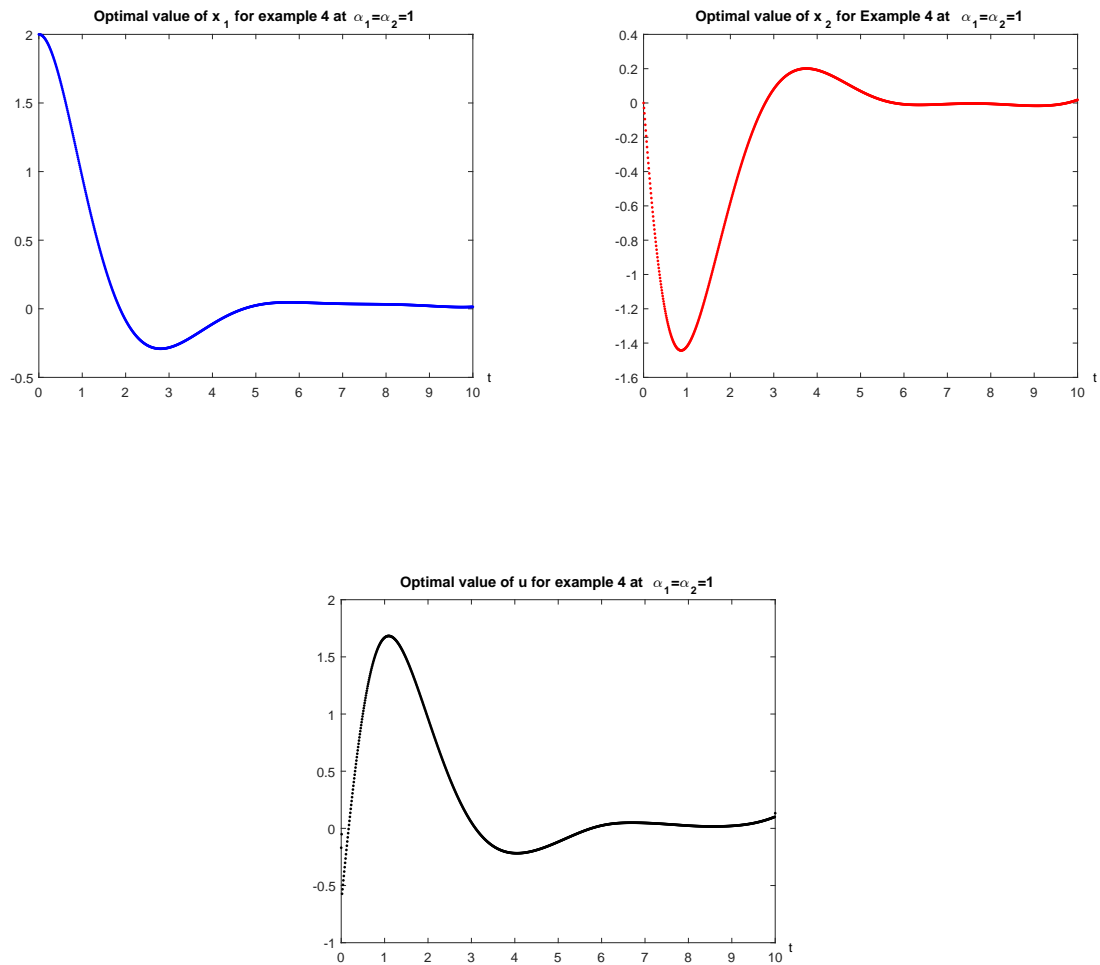 Optimal value of x 1 for example 4 at α1=α2=1
2
1.5
1
0.5
0
-0.5
0 1 2 3 4 5 6 7 8 9 10
t
Optimal value of x 2 for Example 4 at α1=α2=1
0.4
0.2
0
-0.2
-0.4
-0.6
-0.8
-1
-1.2
-1.4
-1.6
0 1 2 3 4 5 6 7 8 9 10
t
Optimal value of u for example 4 at α1=α2=1
2
1.5
1
0.5
0
-0.5
-1
0 1 2 3 4 5 6 7 8 9 10
t